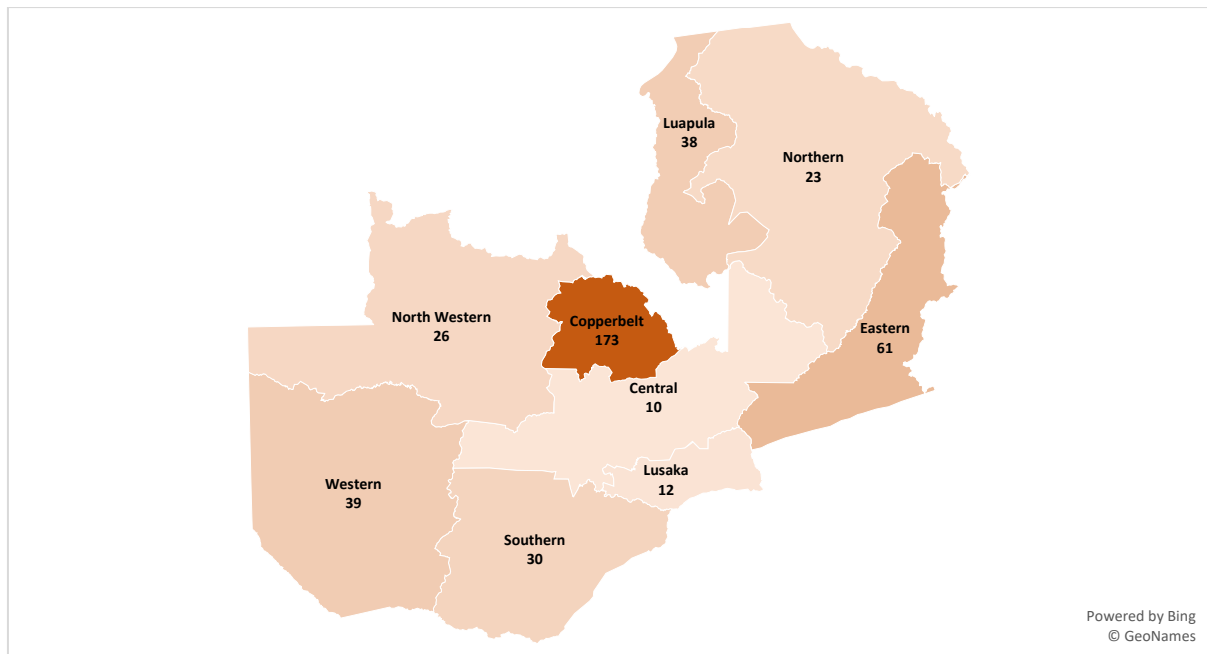 Luapula
38
Northern
23
North Western
26
Copperbelt
173
Eastern
61
Central
10
Lusaka
12
Western
39
Southern
30
Powered by Bing
© GeoNames